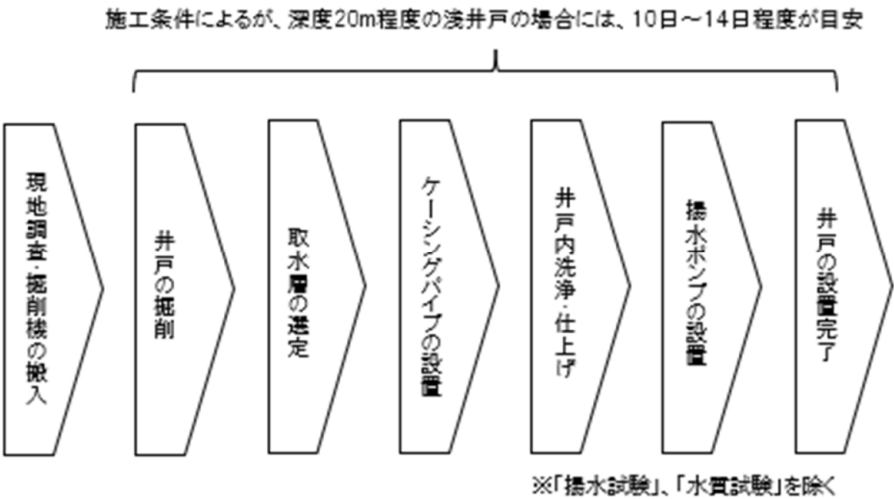 施工条件によるが、深度20m程度の浅井戸の場合には、10日～14日程度が目安
現地調査・掘削機の搬入
井戸の掘削
取水層の選定
ケーシングパイプの設置
井戸内洗浄・仕上げ
揚水ポンプの設置
井戸の設置完了
※「揚水試験」、「水質試験」を除く